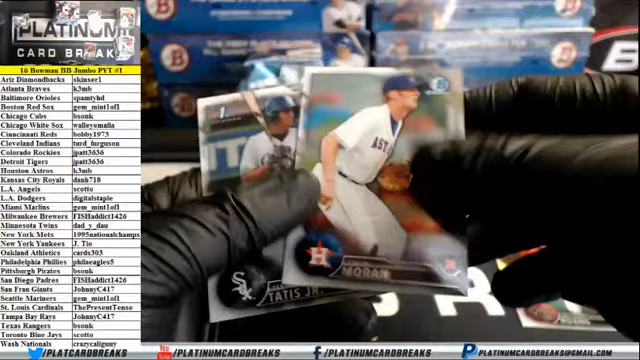 PLATINUM
CARD BREAKS
16 Bowman BB Jumbo PYT #1
Ariz Diamondbacks skinser1
Atlanta Braves k3mb
Baltimore Orioles spamtyhd
Boston Red Sox gem_mint1of1
Chicago Cubs bsonk
Chicago White Sox walleyemafia
Cincinnati Reds bobby1973
Cleveland Indians turd_furguson
Colorado Rockies jpatt3636
Detroit Tigers jpatt3636
Houston Astros k3mb
Kansas City Royals danh718
L.A. Angels scotto
L.A. Dodgers digitalstaple
Miami Marlins gem_mint1of1
Milwaukee Brewers FISHaddict1426
Minnesota Twins dad_y_dau
New York Mets 1995nationalchamps
New York Yankees J. Tio
Oakland Athletics cards303
Philadelphia Phillies phileagles5
Pittsburgh Pirates bsonk
San Diego Padres FISHaddict1426
San Fran Giants JohnnyC417
Seattle Mariners gem_mint1of1
St. Louis Cardinals ThePresentTense
Tampa Bay Rays JohnnyC417
Texas Rangers bsonk
Toronto Blue Jays scotto
Wash Nationals crazycaliguny
MORAN
TATIS JR.
/PLATCARDBREAKS
/PLATINUMCARDBREAKS
PLATINUMCARDBREAKS@GMAIL.COM